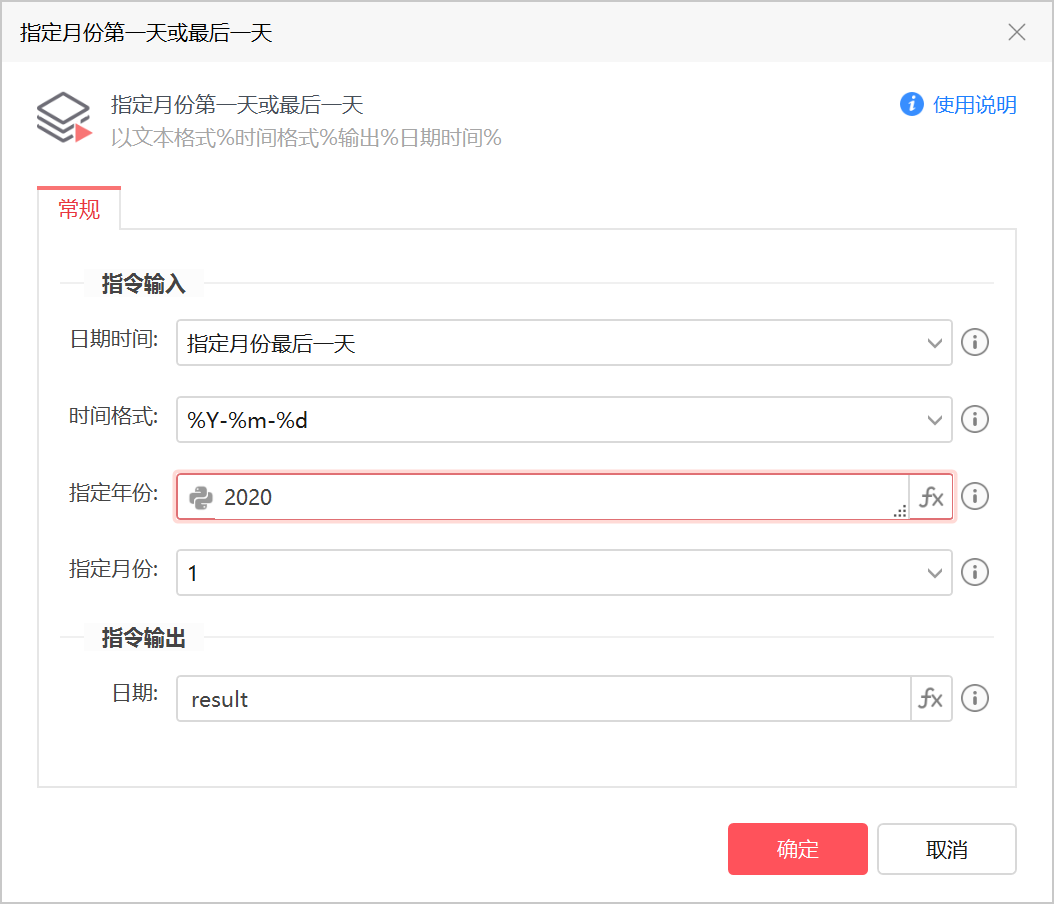 指定月份第一天或最后一天
指定月份第一天或最后一天
使用说明
以文本格式%时间格式%输出%日期时间%
常规
指令输入
日期时间: 指定月份最后一天
时间格式: %Y-%m-%d
指定年份: 2020 fx
指定月份: 1
指令输出
日期: result fx
确定 取消